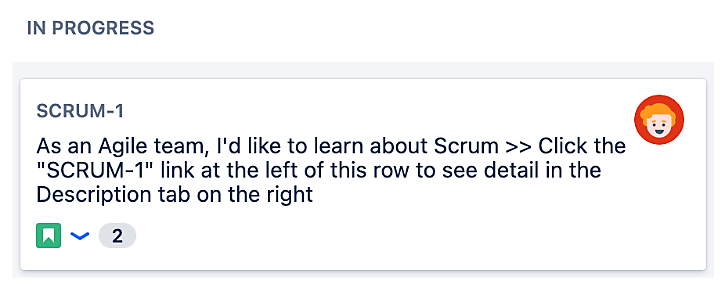 IN PROGRESS
SCRUM-1
As an Agile team, I'd like to learn about Scrum >> Click the
"SCRUM-1" link at the left of this row to see detail in the
Description tab on the right
2